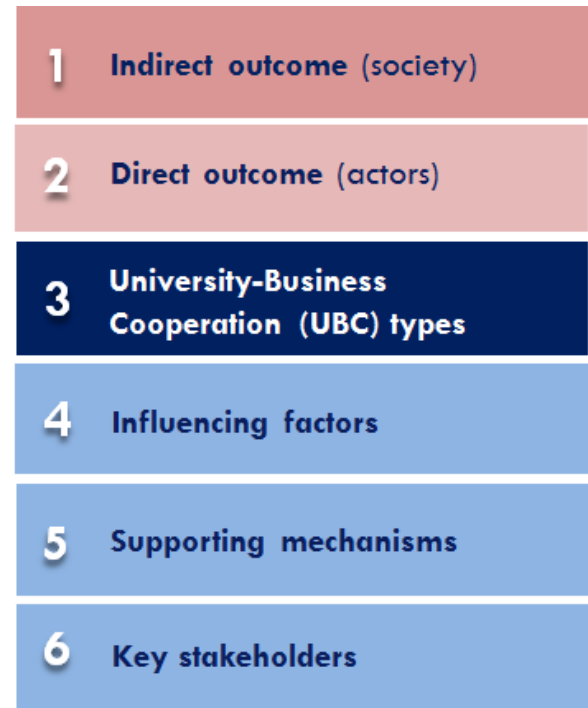 1 Indirect outcome (society)
2 Direct outcome (actors)
3 University-Business
Cooperation (UBC) types
4 Influencing factors
5 Supporting mechanisms
6 Key stakeholders